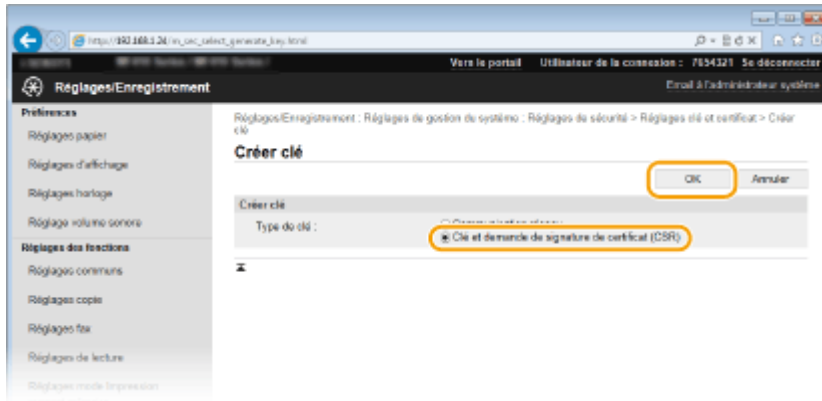 http://192.168.1.24/m_sec_select_generate_key.html
Vers le portail Utilisateur de la connexion : 7654321 Se déconnecter
Réglages/Enregistrement
Email à l'administrateur système
Préférences
Réglages papier
Réglages d'affichage
Réglages horloge
Réglage volume sonore
Réglages des fonctions
Réglages communs
Réglages copie
Réglages fax
Réglages de lecture
Réglages mode Impression
Réglages/Enregistrement : Réglages de gestion du système : Réglages de sécurité > Réglages clé et certificat > Créer
clé
Créer clé
OK Annuler
Créer clé
Type de clé :
Clé et demande de signature de certificat (CSR)